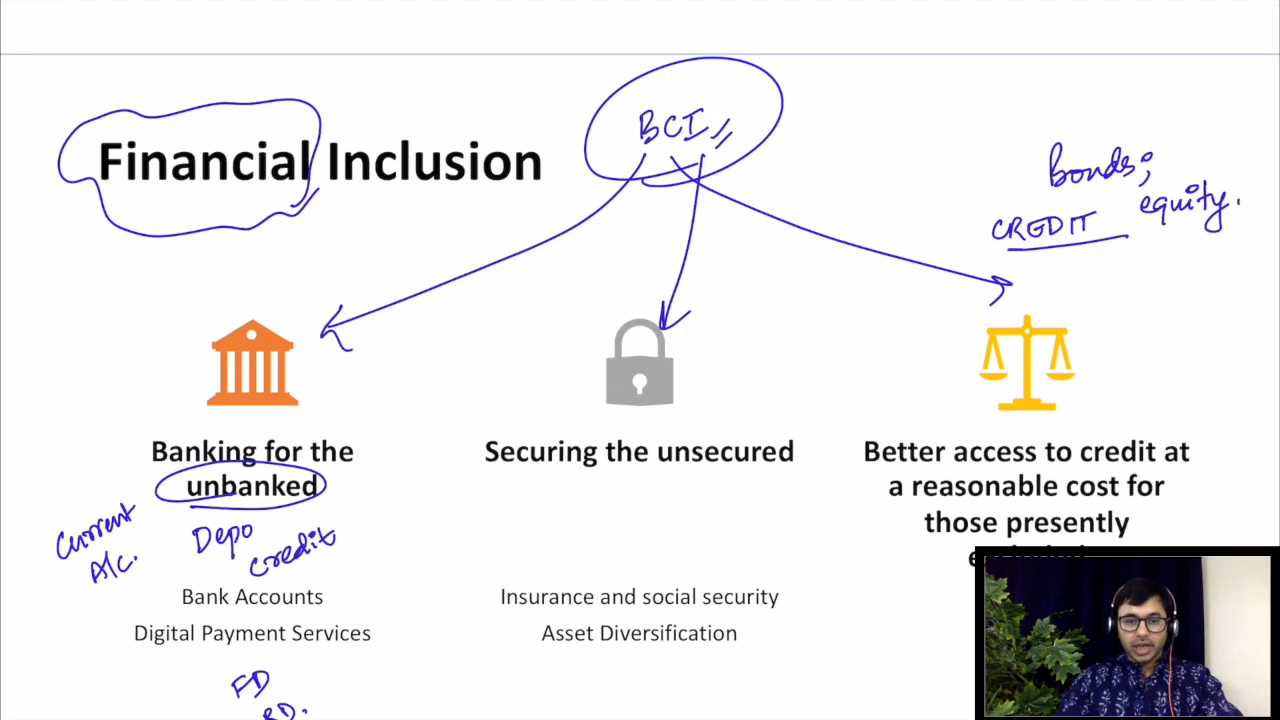 BCI
Financial Inclusion
bonds;
equity.
CREDIT
Banking for the
unbanked
Securing the unsecured
Better access to credit at
a reasonable cost for
those presently
Current
A/c.
Depo
credit
Bank Accounts
Digital Payment Services
Insurance and social security
Asset Diversification
FD
RD.